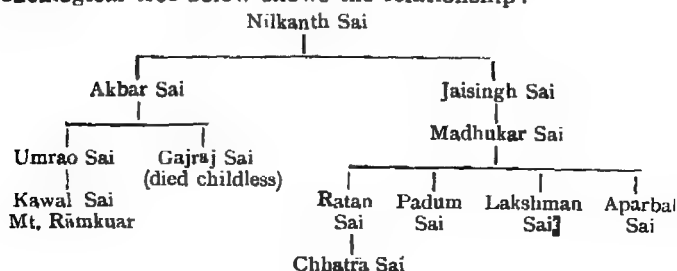 tree below shows the relationship :
Nilkanth Sai
Akbar Sai Jaisingh Sai
Madhukar Sai
Umrao Sai Gajraj Sai
(died childless)
Kawal Sai Ratan Padum Lakshman Aparbal
Mt. Rāmkuar Sai Sai Sai Sai
Chhatra Sai